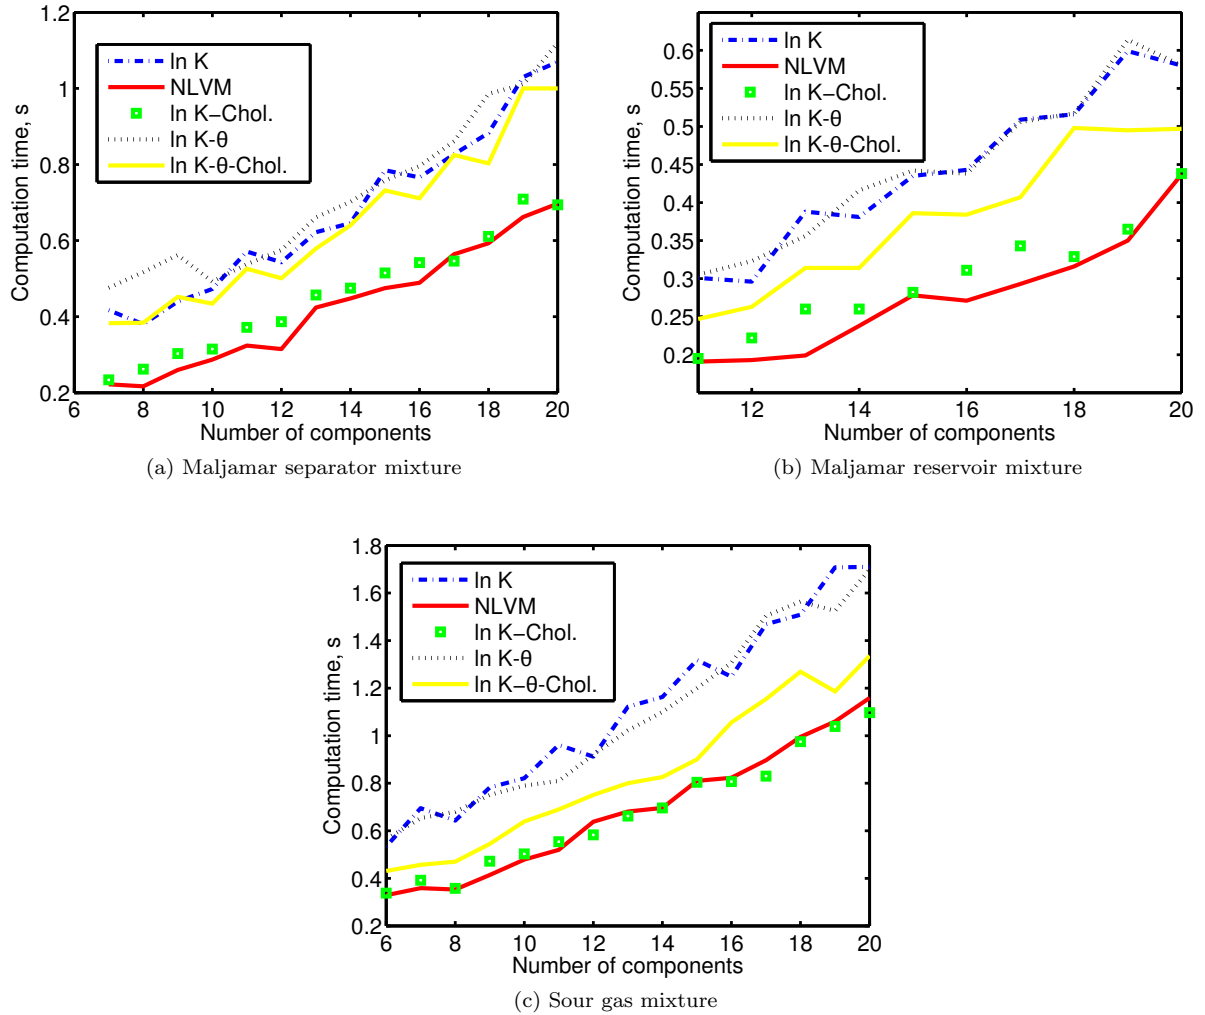 1.2
1
0.8
0.6
0.4
0.2
Computation time, s
ln K
NLVM
ln K−Chol.
ln K-θ
ln K-θ-Chol.
6 8 10 12 14 16 18 20
Number of components
(a) Maljamar separator mixture
0.6
0.55
0.5
0.45
0.4
0.35
0.3
0.25
0.2
Computation time, s
ln K
NLVM
ln K−Chol.
ln K-θ
ln K-θ-Chol.
12 14 16 18 20
Number of components
(b) Maljamar reservoir mixture
1.8
1.6
1.4
1.2
1
0.8
0.6
0.4
0.2
Computation time, s
ln K
NLVM
ln K−Chol.
ln K-θ
ln K−θ-Chol.
6 8 10 12 14 16 18 20
Number of components
(c) Sour gas mixture